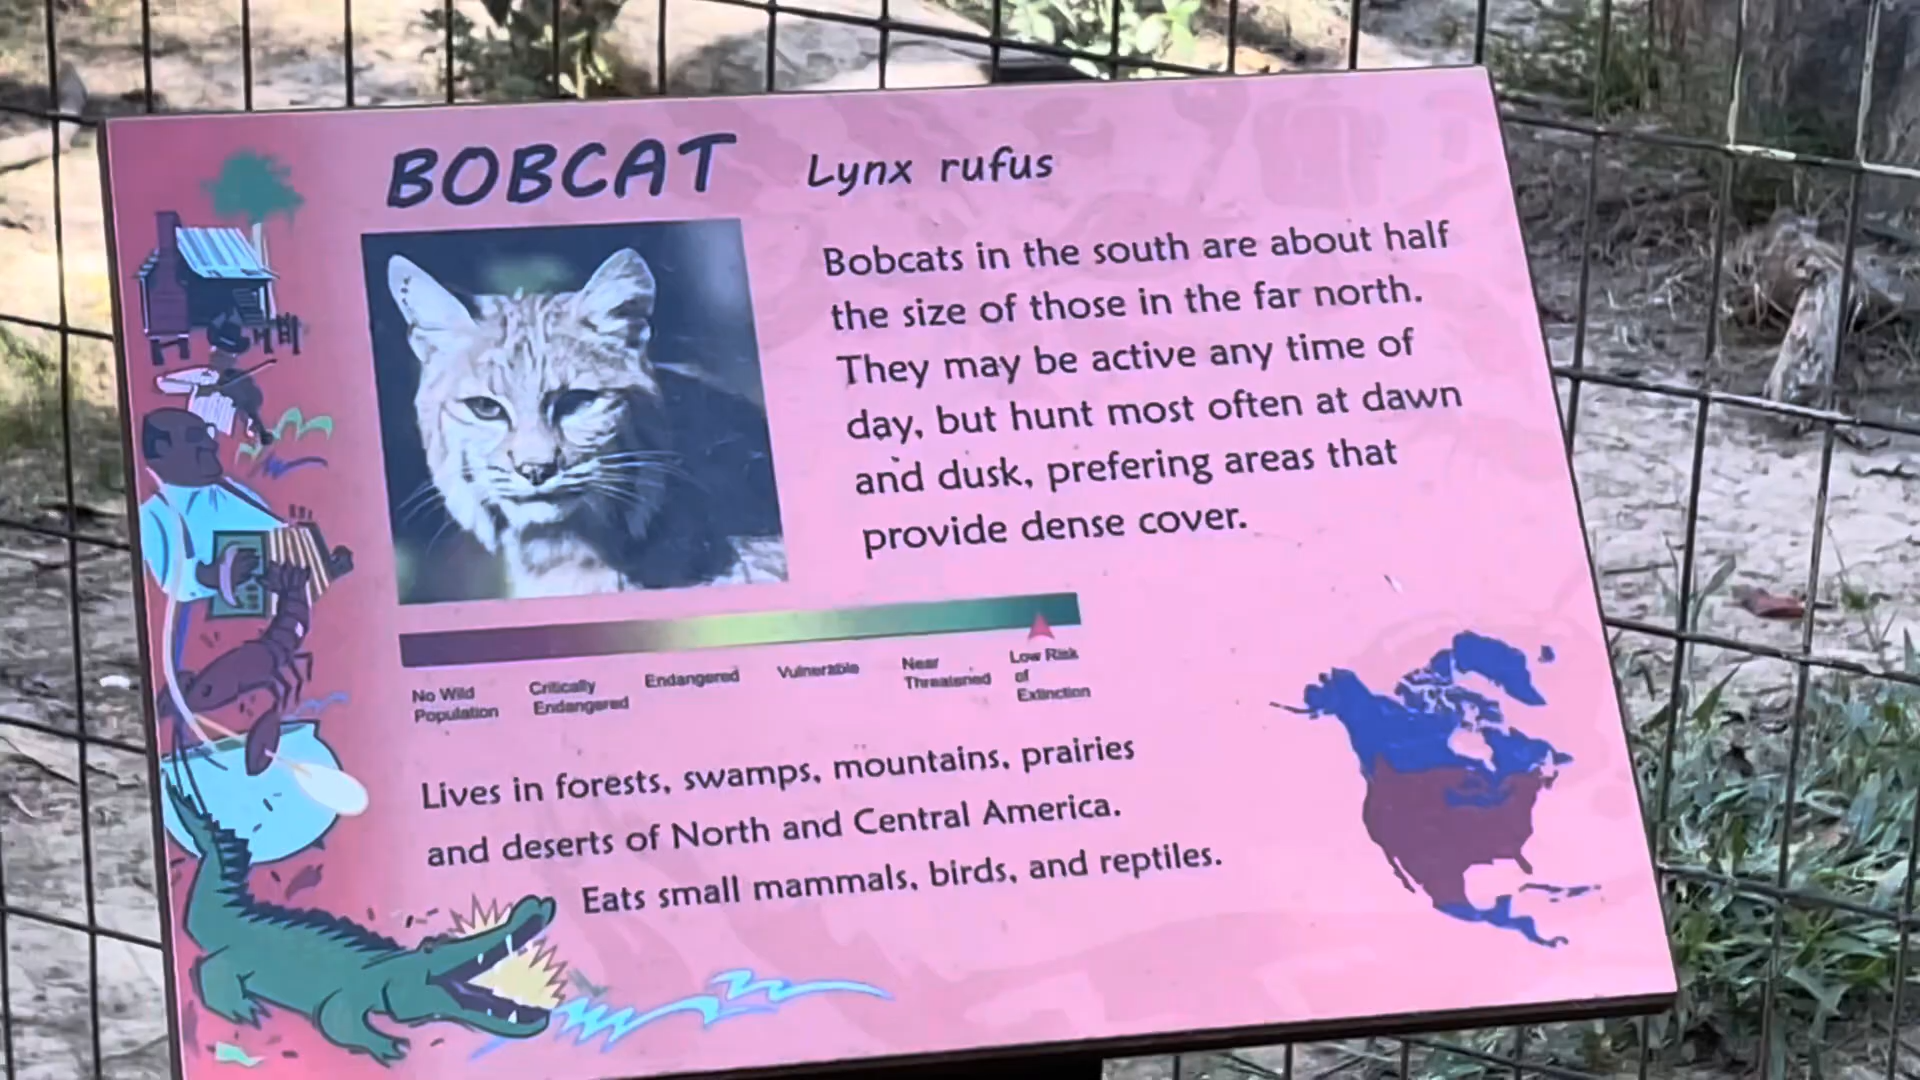 BOBCAT Lynx rufus
Bobcats in the south are about half
the size of those in the far north.
They may be active any time of
day, but hunt most often at dawn
and dusk, prefering areas that
provide dense cover.
No Wild
Population
Critically
Endangered
Endangered
Vulnerable
Near
Threatened
Low Risk
of
Extinction
Lives in forests, swamps, mountains, prairies
and deserts of North and Central America.
Eats small mammals, birds, and reptiles.